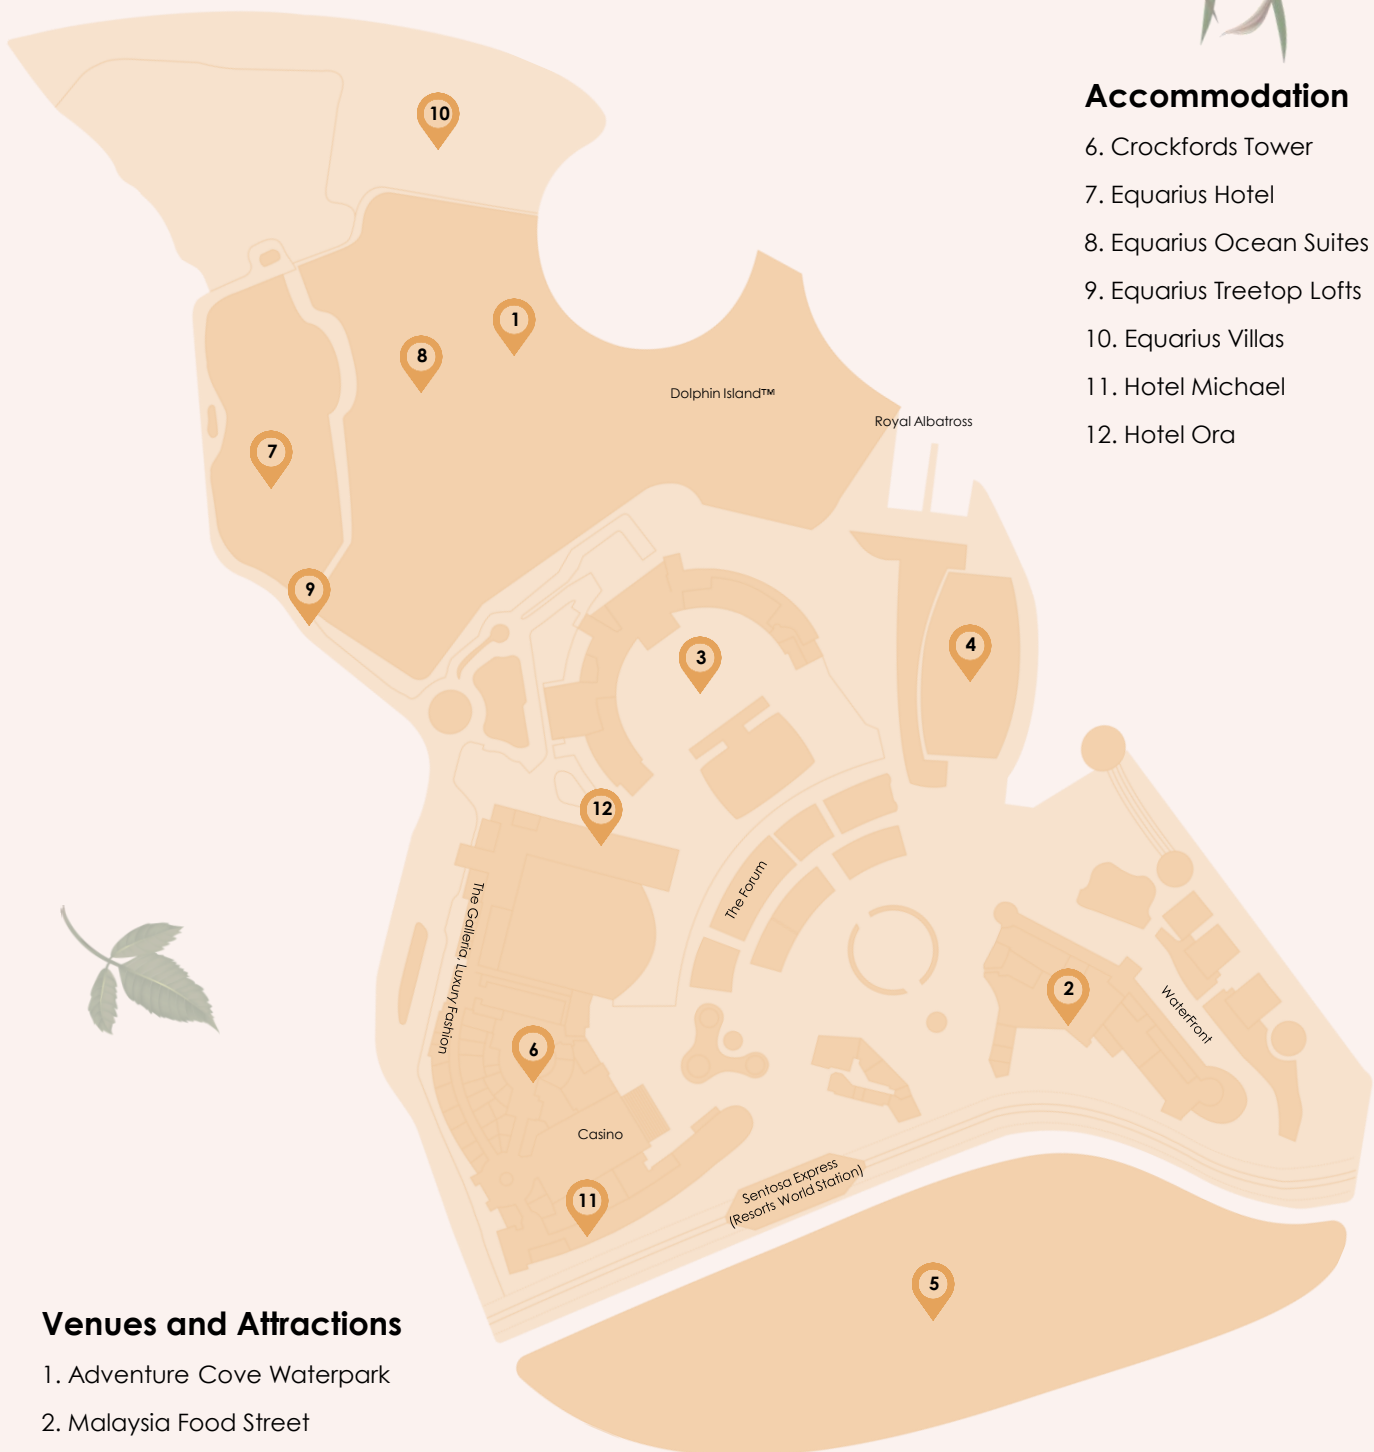 Accommodation
6. Crockfords Tower
7. Equarius Hotel
8. Equarius Ocean Suites
9. Equarius Treetop Lofts
10. Equarius Villas
11. Hotel Michael
12. Hotel Ora
10
1
8
Dolphin Island™
Royal Albatross
7
9
3
4
12
The Forum
The Galleria, Luxury Fashion
2
WaterFront
6
Casino
Sentosa Express
(Resorts World Station)
11
5
Venues and Attractions
1. Adventure Cove Waterpark
2. Malaysia Food Street